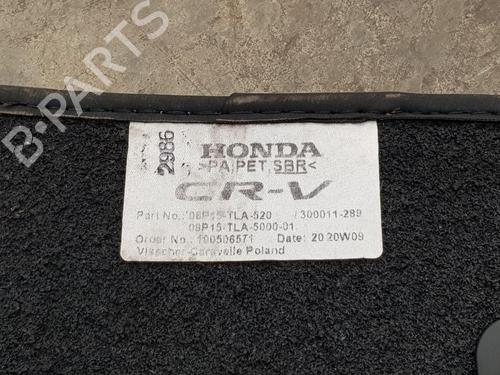 B-PARTS
2986
HONDA
>PA,PET,SBR<
CR-V
Part No.: 08P15-TLA-520 / 300011-289
08P15-TLA-5000-01
Order No.: 100506571 Date: 2020W09
Visscher-Caravelle Poland